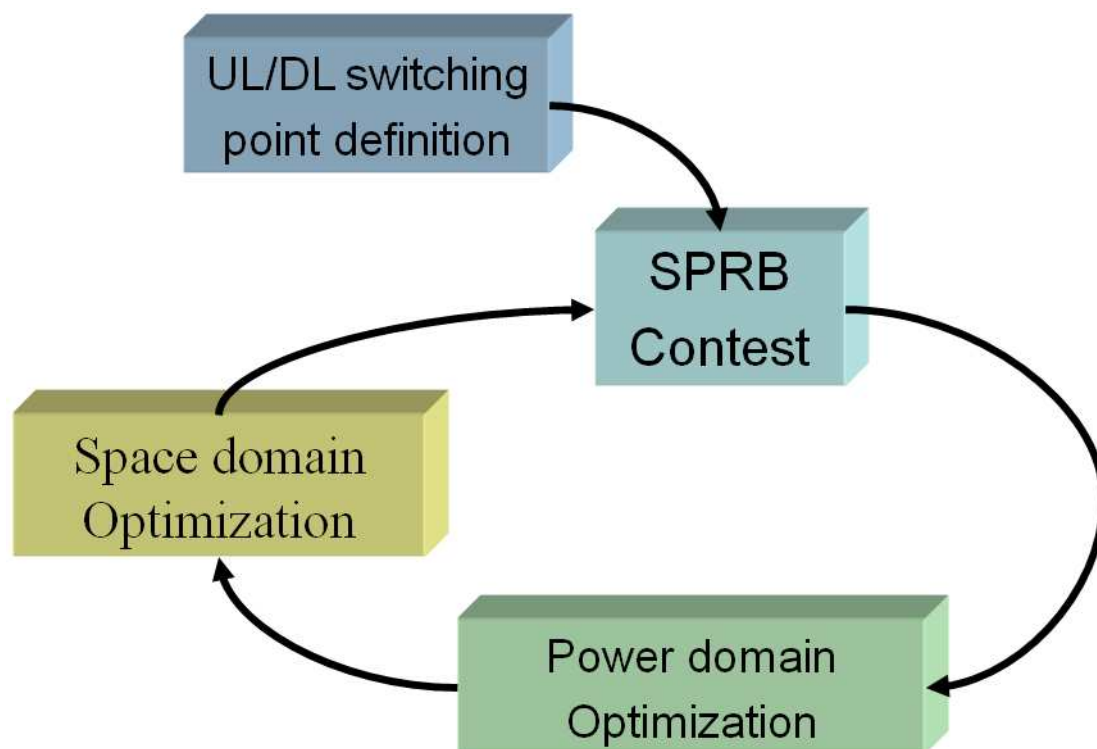 UL/DL switching
point definition
SPRB
Contest
Space domain
Optimization
Power domain
Optimization